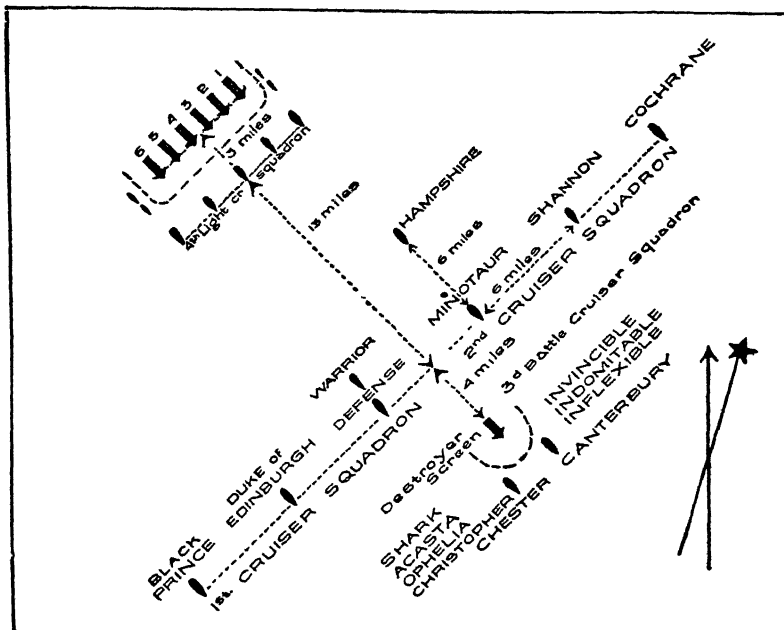 6 5 4 3 2
3 miles
4th Light cr squadron
13 miles
HAMPSHIRE
6 miles
MINOTAUR
6 miles
SHANNON
COCHRANE
2nd CRUISER SQUADRON
4 miles
3d Battle Cruiser Squadron
INVINCIBLE
INDOMITABLE
INFLEXIBLE
CANTERBURY
WARRIOR
DEFENSE
DUKE OF
EDINBURGH
BLACK
PRINCE
1st. CRUISER SQUADRON
Destroyer
Screen
SHARK
ACASTA
OPHELIA
CHRISTOPHER
CHESTER